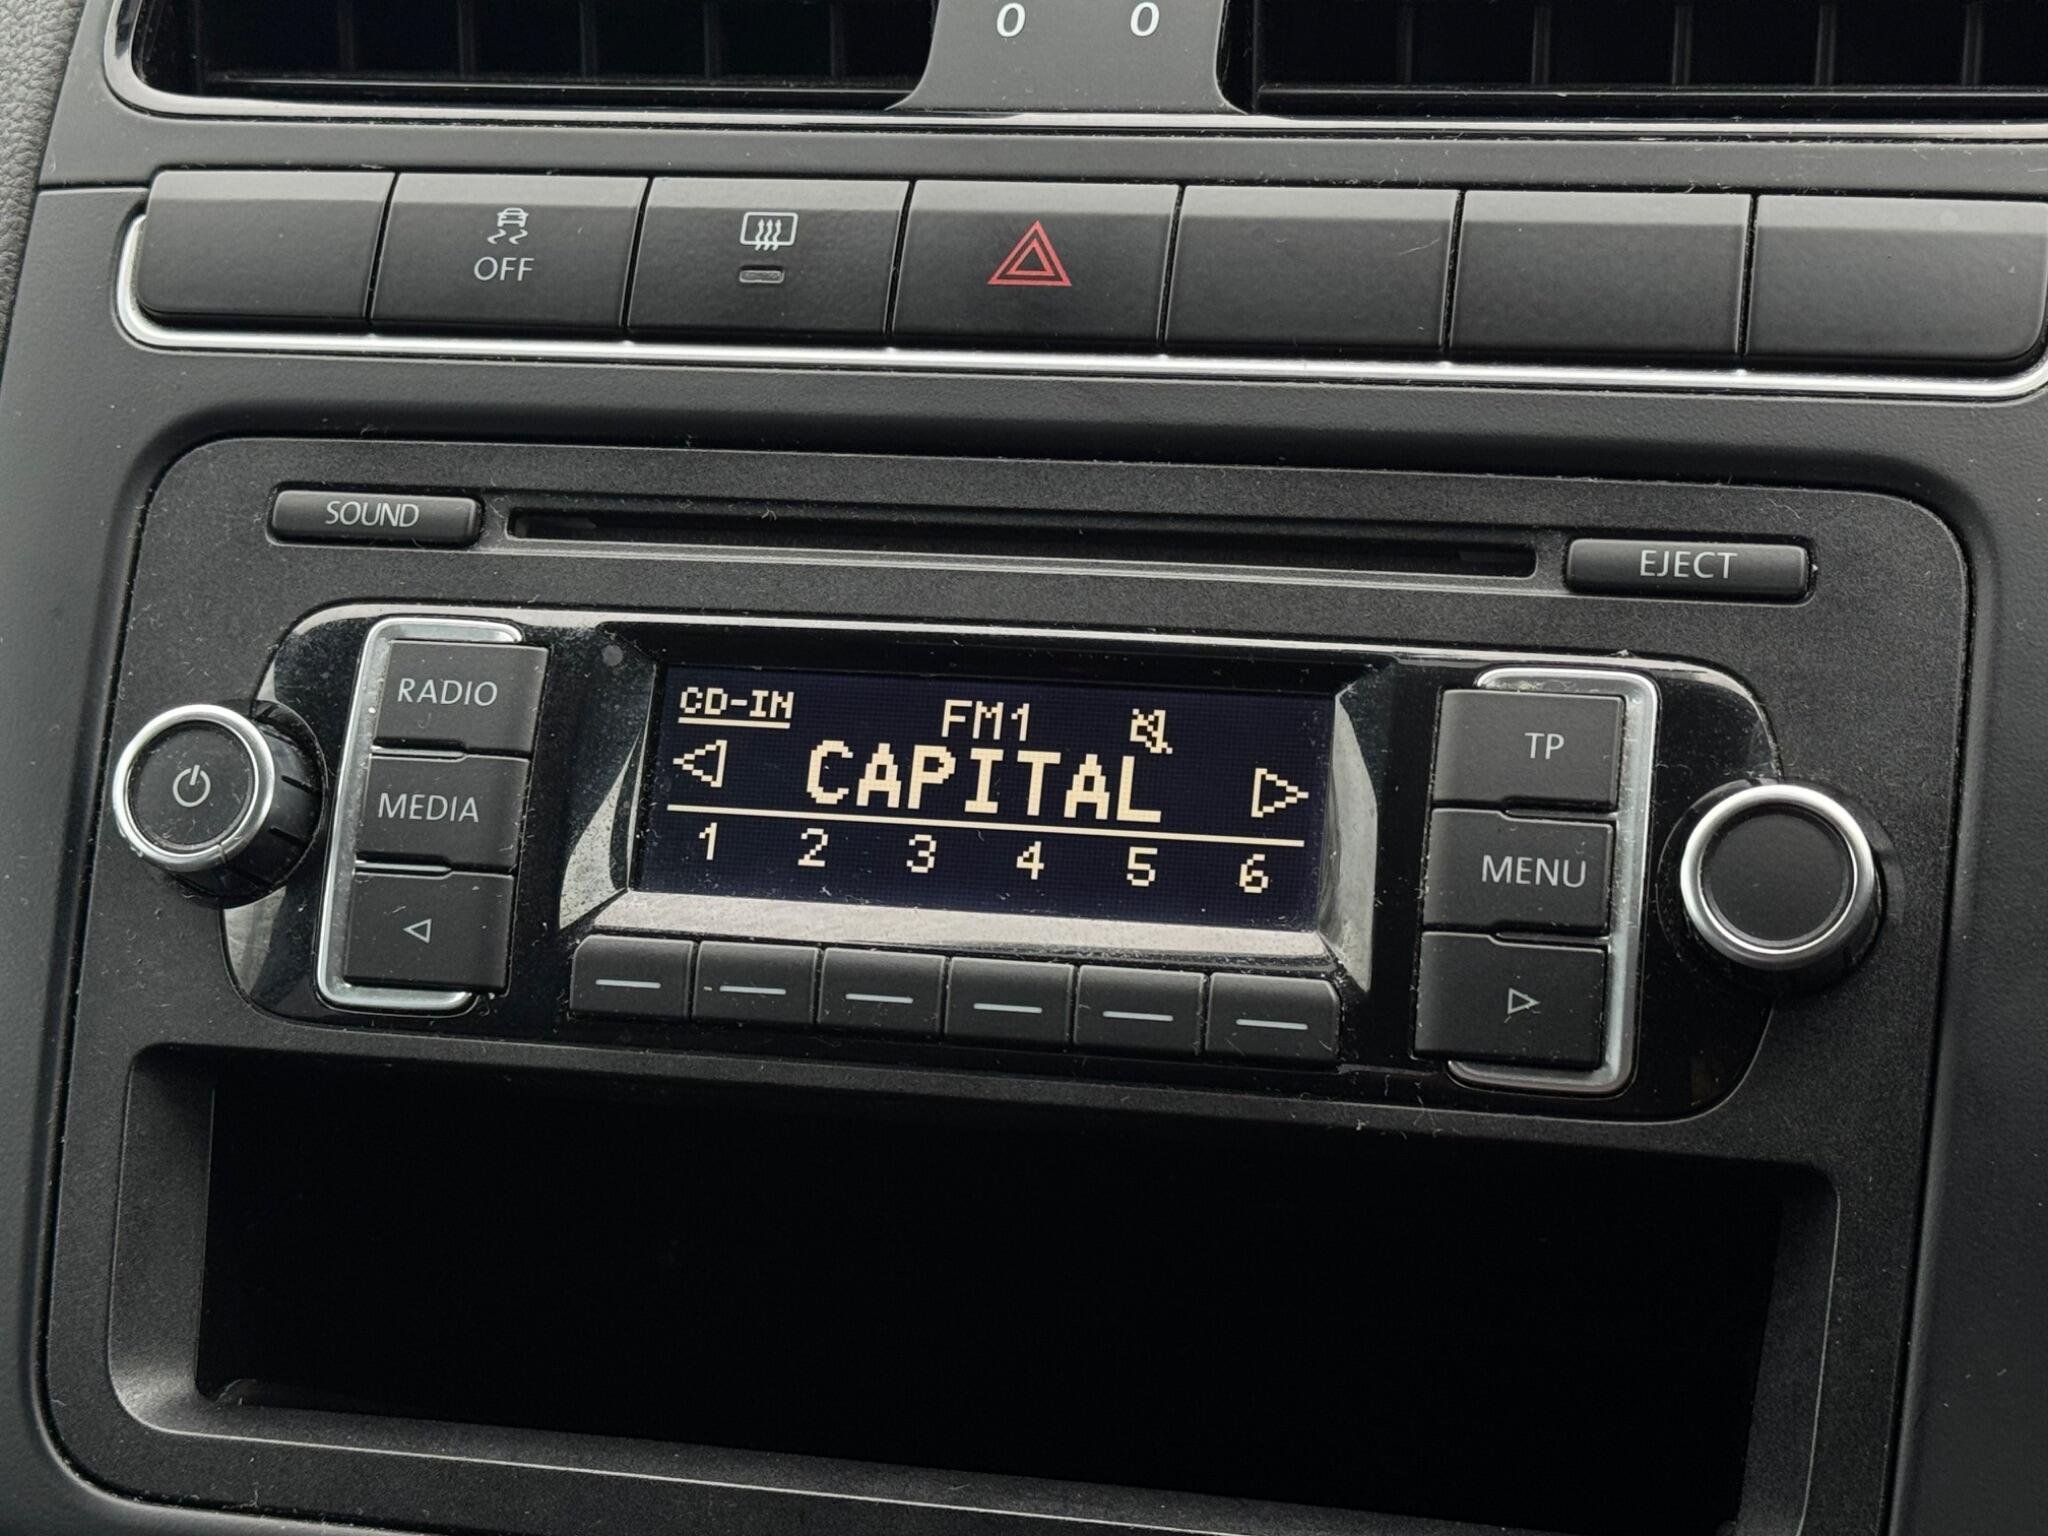 0 0
OFF
SOUND
EJECT
RADIO
MEDIA
CD-IN FM1
CAPITAL
1 2 3 4 5 6
TP
MENU